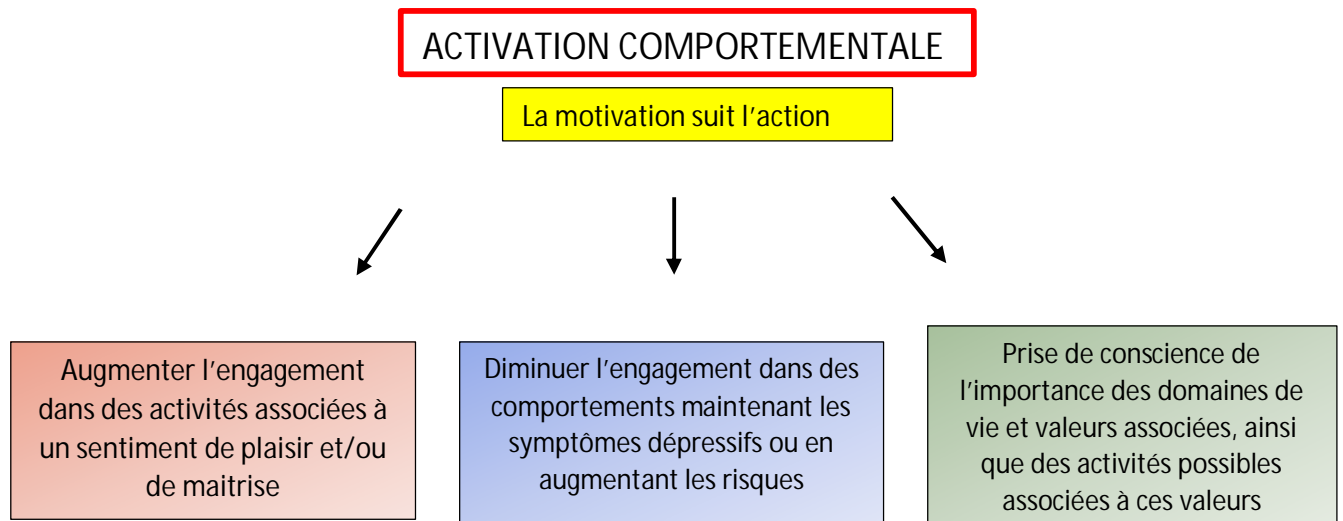 ACTIVATION COMPORTEMENTALE
La motivation suit l'action
Augmenter l'engagement
dans des activités associées à
un sentiment de plaisir et/ou
de maitrise
Diminuer l'engagement dans des
comportements maintenant les
symptômes dépressifs ou en
augmentant les risques
Prise de conscience de
l'importance des domaines de
vie et valeurs associées, ainsi
que des activités possibles
associées à ces valeurs